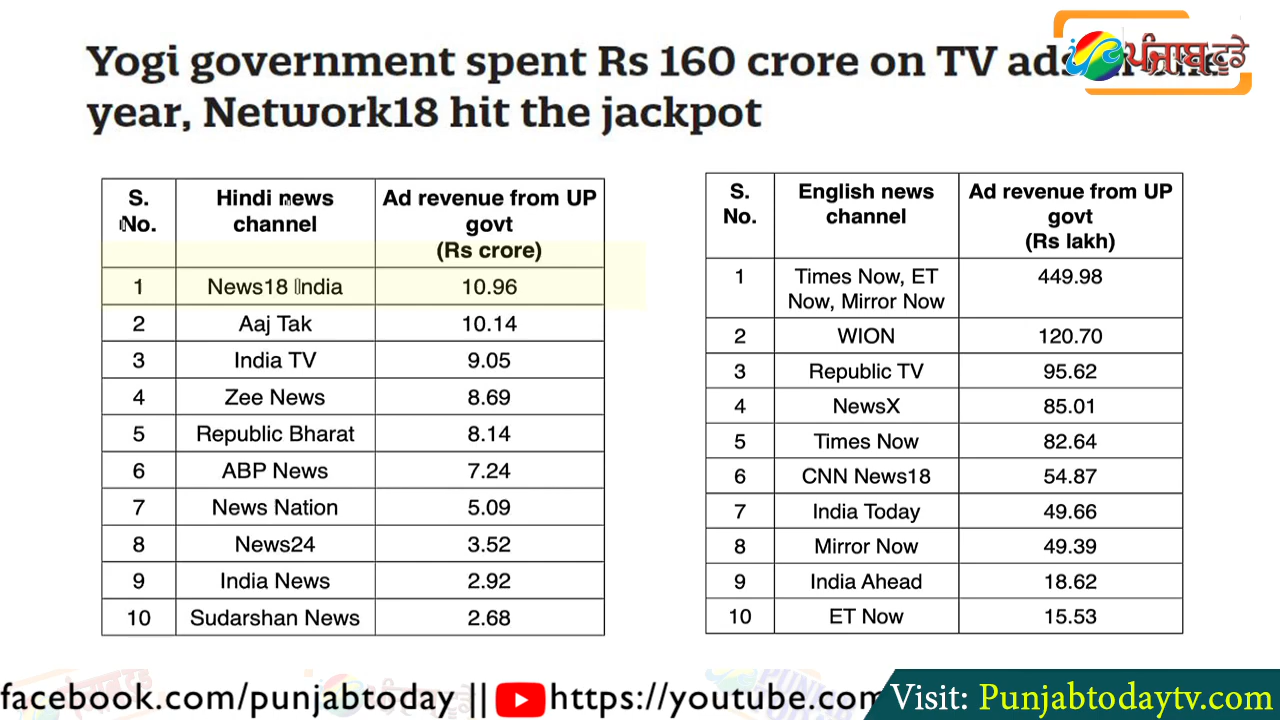 Yogi government spent Rs 160 crore on TV ads
year, Network18 hit the jackpot
ਪੰਜਾਬ ਟੂਡੇ
S. No. Hindi news channel Ad revenue from UP govt (Rs crore)
1 News18 India 10.96
2 Aaj Tak 10.14
3 India TV 9.05
4 Zee News 8.69
5 Republic Bharat 8.14
6 ABP News 7.24
7 News Nation 5.09
8 News24 3.52
9 India News 2.92
10 Sudarshan News 2.68
S. No. English news channel Ad revenue from UP govt (Rs lakh)
1 Times Now, ET Now, Mirror Now 449.98
2 WION 120.70
3 Republic TV 95.62
4 NewsX 85.01
5 Times Now 82.64
6 CNN News18 54.87
7 India Today 49.66
8 Mirror Now 49.39
9 India Ahead 18.62
10 ET Now 15.53
facebook.com/punjabtoday || https://youtube.com
Visit: Punjabtodaytv.com